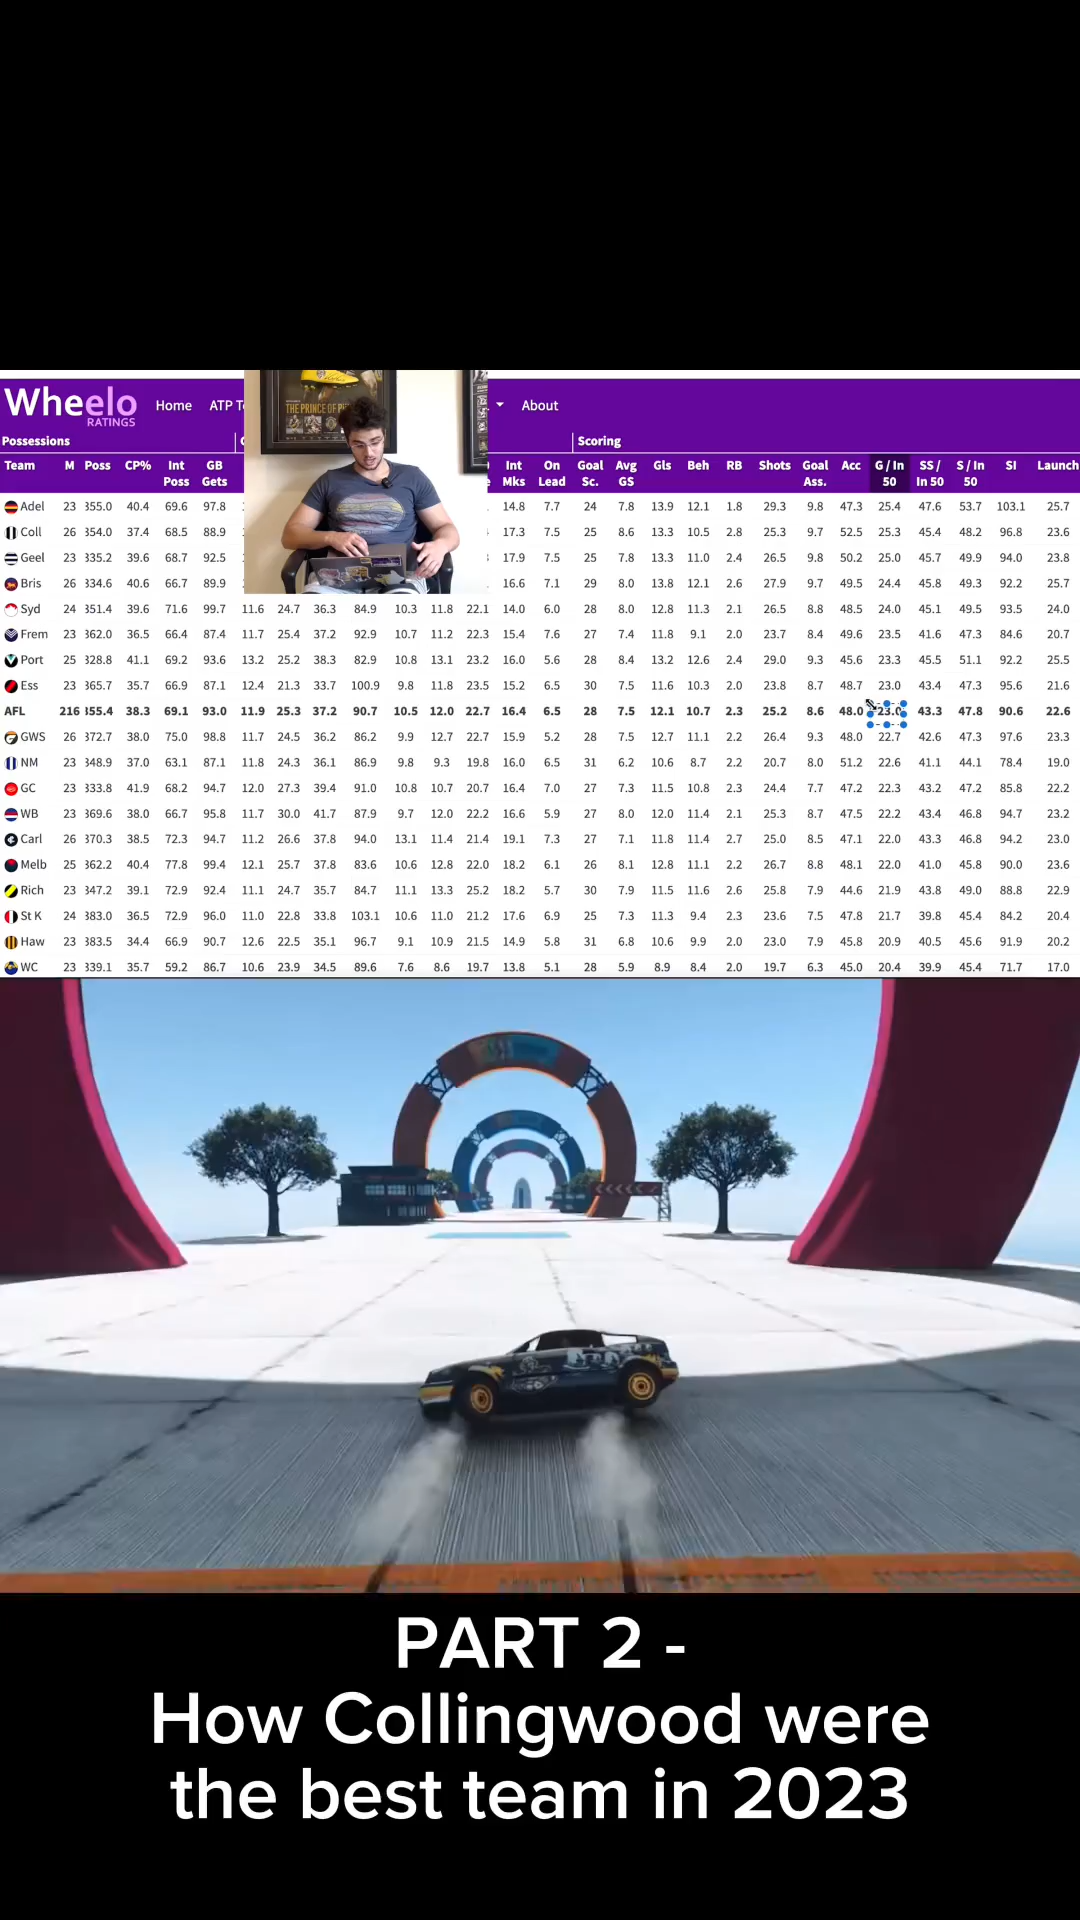 Wheelo
RATINGS
Home ATP About
Possessions Scoring
Team M Poss CP% Int Poss GB Gets Int Mks On Lead Goal Sc. Avg GS Gls Beh RB Shots Goal Ass. Acc G / In 50 SS / In 50 S / In 50 SI Launch
THE PRINCE OF
Adel 23 355.0 40.4 69.6 97.8 14.8 7.7 24 7.8 13.9 12.1 1.8 29.3 9.8 47.3 25.4 47.6 53.7 103.1 25.7
Coll 26 354.0 37.4 68.5 88.9 17.3 7.5 25 8.6 13.3 10.5 2.8 25.3 9.7 52.5 25.3 45.4 48.2 96.8 23.6
Geel 23 335.2 39.6 68.7 92.5 17.9 7.5 25 7.8 13.3 11.0 2.4 26.5 9.8 50.2 25.0 45.7 49.9 94.0 23.8
Bris 26 334.6 40.6 66.7 89.9 16.6 7.1 29 8.0 13.8 12.1 2.6 27.9 9.7 49.5 24.4 45.8 49.3 92.2 25.7
Syd 24 351.4 39.6 71.6 99.7 11.6 24.7 36.3 84.9 10.3 11.8 22.1 14.0 6.0 28 8.0 12.8 11.3 2.1 26.5 8.8 48.5 24.0 45.1 49.5 93.5 24.0
Frem 23 362.0 36.5 66.4 87.4 11.7 25.4 37.2 92.9 10.7 11.2 22.3 15.4 7.6 27 7.4 11.8 9.1 2.0 23.7 8.4 49.6 23.5 41.6 47.3 84.6 20.7
Port 25 328.8 41.1 69.2 93.6 13.2 25.2 38.3 82.9 10.8 13.1 23.2 16.0 5.6 28 8.4 13.2 12.6 2.4 29.0 9.3 45.6 23.3 45.5 51.1 92.2 25.5
Ess 23 365.7 35.7 66.9 87.1 12.4 21.3 33.7 100.9 9.8 11.8 23.5 15.2 6.5 30 7.5 11.6 10.3 2.0 23.8 8.7 48.7 23.0 43.4 47.3 95.6 21.6
AFL 216 355.4 38.3 69.1 93.0 11.9 25.3 37.2 90.7 10.5 12.0 22.7 16.4 6.5 28 7.5 12.1 10.7 2.3 25.2 8.6 48.0 23.0 43.3 47.8 90.6 22.6
GWS 26 372.7 38.0 75.0 98.8 11.7 24.5 36.2 86.2 9.9 12.7 22.7 15.9 5.2 28 7.5 12.7 11.1 2.2 26.4 9.3 48.0 22.7 42.6 47.3 97.6 23.3
NM 23 348.9 37.0 63.1 87.1 11.8 24.3 36.1 86.9 9.8 9.3 19.8 16.0 6.5 31 6.2 10.6 8.7 2.2 20.7 8.0 51.2 22.6 41.1 44.1 78.4 19.0
GC 23 333.8 41.9 68.2 94.7 12.0 27.3 39.4 91.0 10.8 10.7 20.7 16.4 7.0 27 7.3 11.5 10.8 2.3 24.4 7.7 47.2 22.3 43.2 47.2 85.8 22.2
WB 23 369.6 38.0 66.7 95.8 11.7 30.0 41.7 87.9 9.7 12.0 22.2 16.6 5.9 27 8.0 12.0 11.4 2.1 25.3 8.7 47.5 22.2 43.4 46.8 94.7 23.2
Carl 26 370.3 38.5 72.3 94.7 11.2 26.6 37.8 94.0 13.1 11.4 21.4 19.1 7.3 27 7.1 11.8 11.4 2.7 25.0 8.5 47.1 22.0 43.3 46.8 94.2 23.0
Melb 25 362.2 40.4 77.8 99.4 12.1 25.7 37.8 83.6 10.6 12.8 22.0 18.2 6.1 26 8.1 12.8 11.1 2.2 26.7 8.8 48.1 22.0 41.0 45.8 90.0 23.6
Rich 23 347.2 39.1 72.9 92.4 11.1 24.7 35.7 84.7 11.1 13.3 25.2 18.2 5.7 30 7.9 11.5 11.6 2.6 25.8 7.9 44.6 21.9 43.8 49.0 88.8 22.9
St K 24 383.0 36.5 72.9 96.0 11.0 22.8 33.8 103.1 10.6 11.0 21.2 17.6 6.9 25 7.3 11.3 9.4 2.3 23.6 7.5 47.8 21.7 39.8 45.4 84.2 20.4
Haw 23 383.5 34.4 66.9 90.7 12.6 22.5 35.1 96.7 9.1 10.9 21.5 14.9 5.8 31 6.8 10.6 9.9 2.0 23.0 7.9 45.8 20.9 40.5 45.6 91.9 20.2
WC 23 339.1 35.7 59.2 86.7 10.6 23.9 34.5 89.6 7.6 8.6 19.7 13.8 5.1 28 5.9 8.9 8.4 2.0 19.7 6.3 45.0 20.4 39.9 45.4 71.7 17.0
PART 2 -
How Collingwood were
the best team in 2023